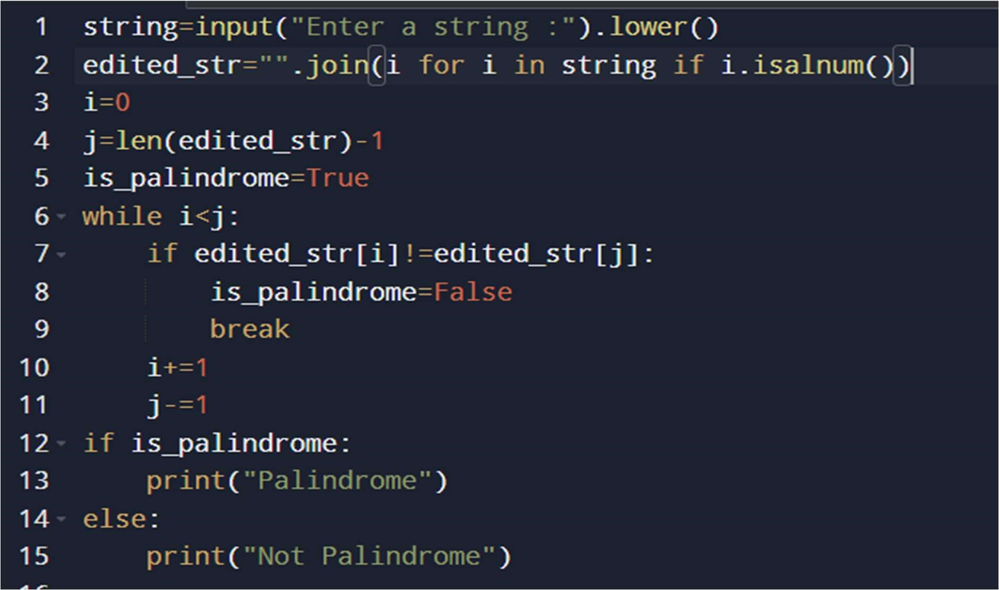 1 string=input("Enter a string :").lower()
2 edited_str="".join(i for i in string if i.isalnum())
3 i=0
4 j=len(edited_str)-1
5 is_palindrome=True
6 while i<j:
7     if edited_str[i]!=edited_str[j]:
8         is_palindrome=False
9         break
10     i+=1
11     j-=1
12 if is_palindrome:
13     print("Palindrome")
14 else:
15     print("Not Palindrome")